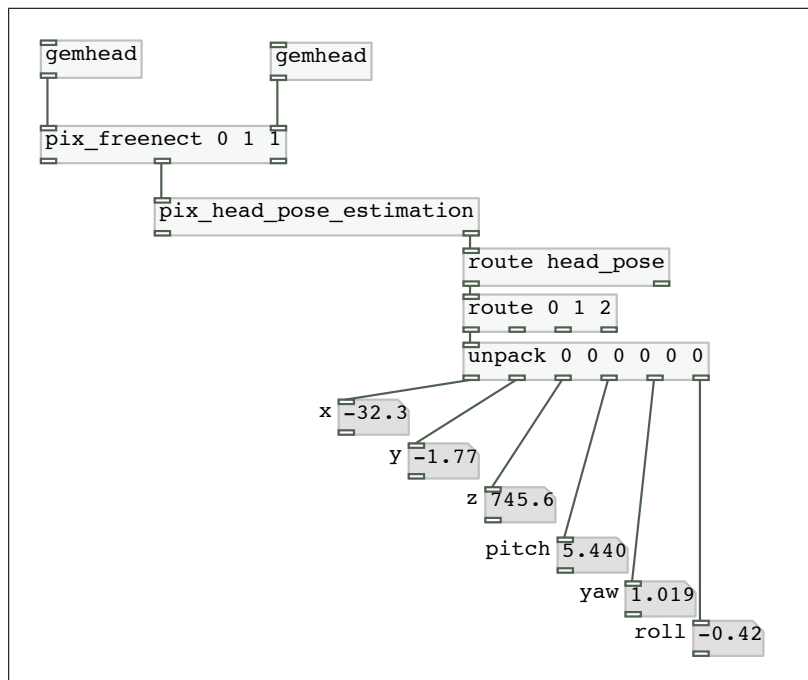 gemhead gemhead
pix_freenect 0 1 1
pix_head_pose_estimation
route head_pose
route 0 1 2
unpack 0 0 0 0 0 0
x -32.3
y -1.77
z 745.6
pitch 5.440
yaw 1.019
roll -0.42